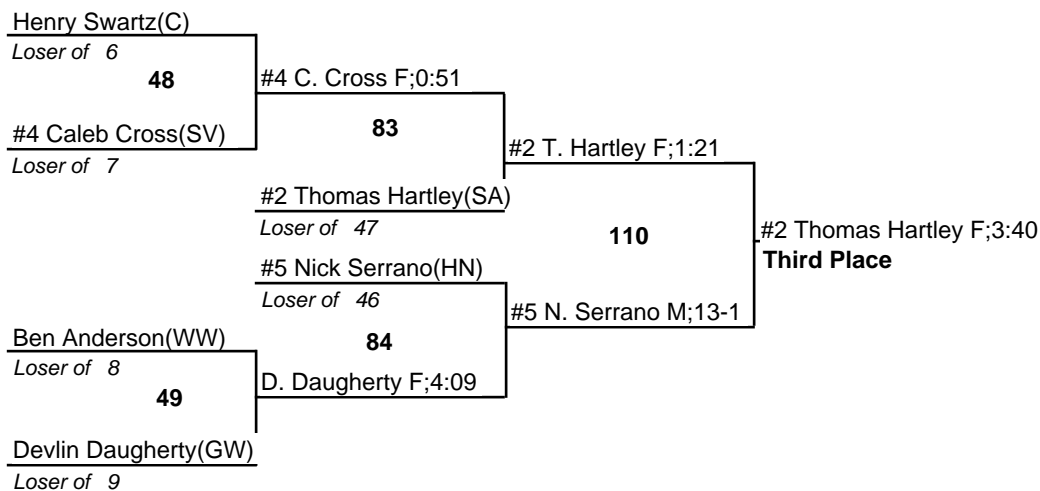 Henry Swartz(C)
Loser of 6
48
#4 C. Cross F;0:51
#4 Caleb Cross(SV)
Loser of 7
83
#2 T. Hartley F;1:21
#2 Thomas Hartley(SA)
Loser of 47
110
#2 Thomas Hartley F;3:40
Third Place
#5 Nick Serrano(HN)
Loser of 46
#5 N. Serrano M;13-1
Ben Anderson(WW)
Loser of 8
84
49
D. Daugherty F;4:09
Devlin Daugherty(GW)
Loser of 9